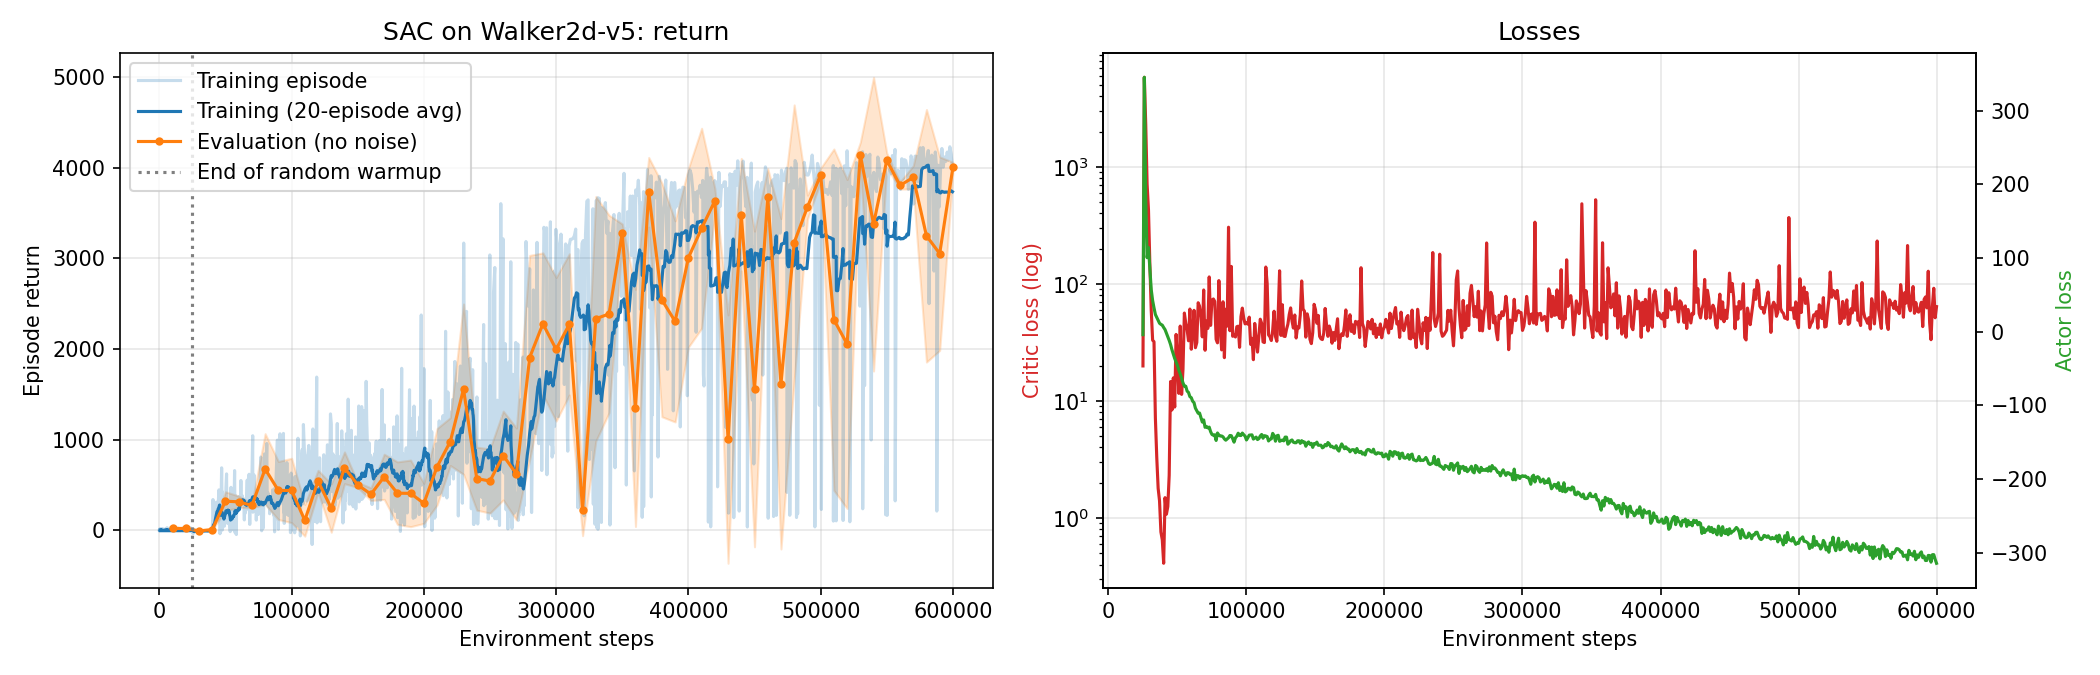 SAC on Walker2d-v5: return
Training episode
Training (20-episode avg)
Evaluation (no noise)
End of random warmup
Episode return
5000
4000
3000
2000
1000
0
0 100000 200000 300000 400000 500000 600000
Environment steps
Losses
Critic loss (log)
10³
10²
10¹
10⁰
Actor loss
300
200
100
0
−100
−200
−300
0 100000 200000 300000 400000 500000 600000
Environment steps